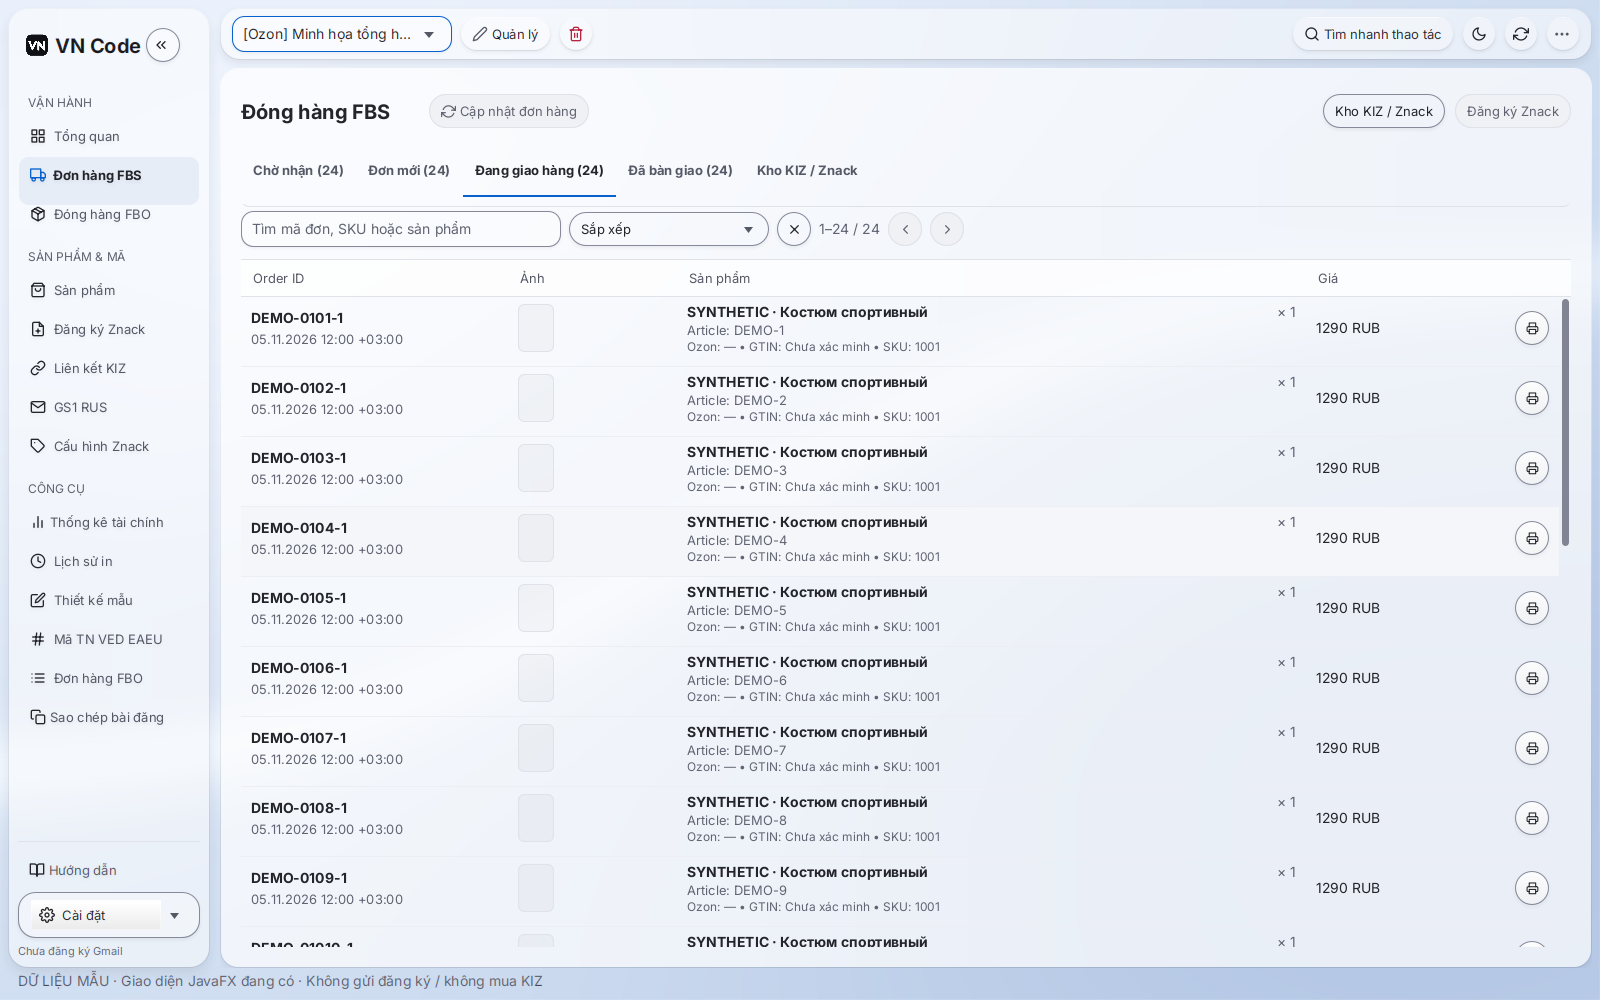 VN VN Code
VẬN HÀNH
Tổng quan
Đơn hàng FBS
Đóng hàng FBO
SẢN PHẨM & MÃ
Sản phẩm
Đăng ký Znack
Liên kết KIZ
GS1 RUS
Cấu hình Znack
CÔNG CỤ
Thống kê tài chính
Lịch sử in
Thiết kế mẫu
Mã TN VED EAEU
Đơn hàng FBO
Sao chép bài đăng
Hướng dẫn
Cài đặt
Chưa đăng ký Gmail
[Ozon] Minh họa tổng h...
Quản lý
Tìm nhanh thao tác
Đóng hàng FBS
Cập nhật đơn hàng
Kho KIZ / Znack
Đăng ký Znack
Chờ nhận (24)
Đơn mới (24)
Đang giao hàng (24)
Đã bàn giao (24)
Kho KIZ / Znack
Tìm mã đơn, SKU hoặc sản phẩm
Sắp xếp
1–24 / 24
Order ID
Ảnh
Sản phẩm
Giá
DEMO-0101-1
05.11.2026 12:00 +03:00
SYNTHETIC · Костюм спортивный
× 1
Article: DEMO-1
Ozon: — • GTIN: Chưa xác minh • SKU: 1001
1290 RUB
DEMO-0102-1
05.11.2026 12:00 +03:00
SYNTHETIC · Костюм спортивный
× 1
Article: DEMO-2
Ozon: — • GTIN: Chưa xác minh • SKU: 1001
1290 RUB
DEMO-0103-1
05.11.2026 12:00 +03:00
SYNTHETIC · Костюм спортивный
× 1
Article: DEMO-3
Ozon: — • GTIN: Chưa xác minh • SKU: 1001
1290 RUB
DEMO-0104-1
05.11.2026 12:00 +03:00
SYNTHETIC · Костюм спортивный
× 1
Article: DEMO-4
Ozon: — • GTIN: Chưa xác minh • SKU: 1001
1290 RUB
DEMO-0105-1
05.11.2026 12:00 +03:00
SYNTHETIC · Костюм спортивный
× 1
Article: DEMO-5
Ozon: — • GTIN: Chưa xác minh • SKU: 1001
1290 RUB
DEMO-0106-1
05.11.2026 12:00 +03:00
SYNTHETIC · Костюм спортивный
× 1
Article: DEMO-6
Ozon: — • GTIN: Chưa xác minh • SKU: 1001
1290 RUB
DEMO-0107-1
05.11.2026 12:00 +03:00
SYNTHETIC · Костюм спортивный
× 1
Article: DEMO-7
Ozon: — • GTIN: Chưa xác minh • SKU: 1001
1290 RUB
DEMO-0108-1
05.11.2026 12:00 +03:00
SYNTHETIC · Костюм спортивный
× 1
Article: DEMO-8
Ozon: — • GTIN: Chưa xác minh • SKU: 1001
1290 RUB
DEMO-0109-1
05.11.2026 12:00 +03:00
SYNTHETIC · Костюм спортивный
× 1
Article: DEMO-9
Ozon: — • GTIN: Chưa xác minh • SKU: 1001
1290 RUB
DEMO-01010-1
SYNTHETIC · Костюм спортивный
× 1
DỮ LIỆU MẪU · Giao diện JavaFX đang có · Không gửi đăng ký / không mua KIZ